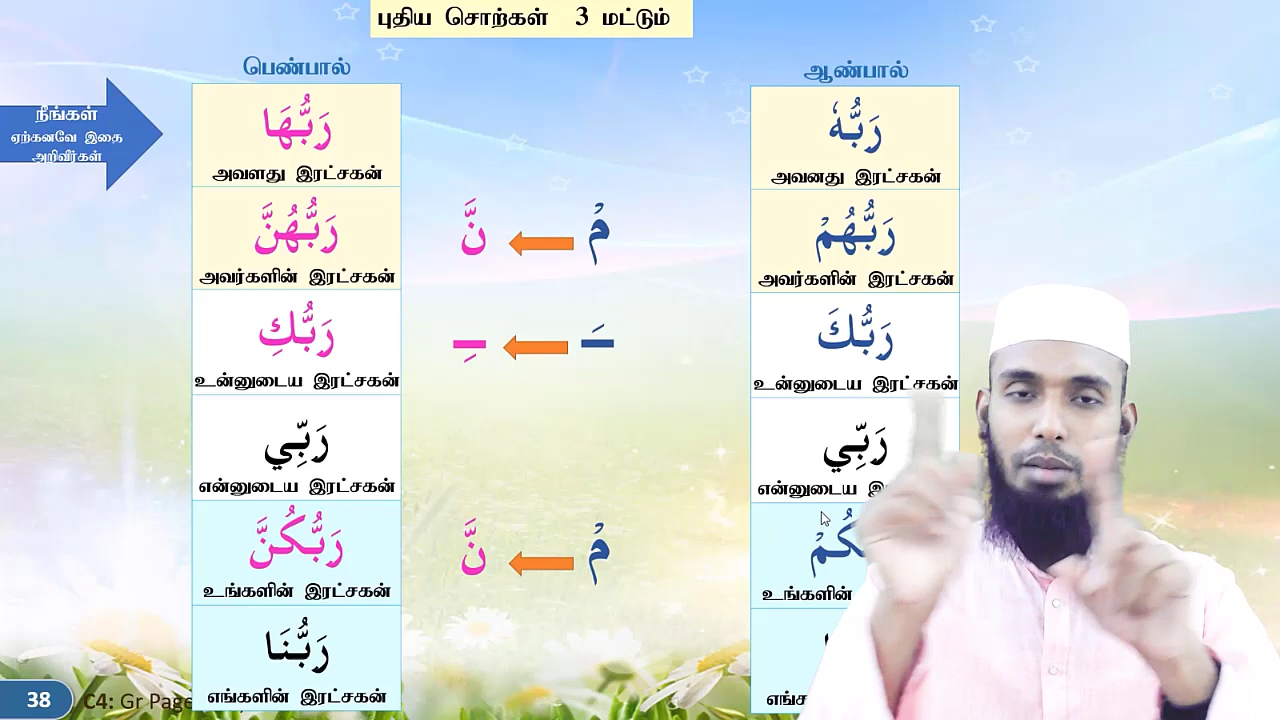 புதிய சொற்கள் 3 மட்டும்
பெண்பால்
ஆண்பால்
நீங்கள்
ஏற்கனவே இதை
அறிவீர்கள்
رَبُّهَا
அவளது இரட்சகன்
رَبُّهٗ
அவனது இரட்சகன்
رَبُّهُنَّ
அவர்களின் இரட்சகன்
نَّ
مْ
رَبُّهُمْ
அவர்களின் இரட்சகன்
رَبُّكِ
உன்னுடைய இரட்சகன்
رَبُّكَ
உன்னுடைய இரட்சகன்
رَبِّي
என்னுடைய இரட்சகன்
رَبِّي
என்னுடைய
رَبُّكُنَّ
உங்களின் இரட்சகன்
نَّ
مْ
كُمْ
உங்களின்
رَبُّنَا
எங்களின் இரட்சகன்
38
C4: Gr Page